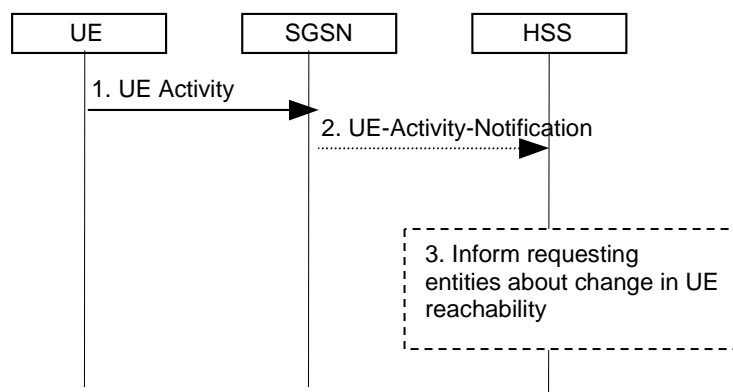 UE
SGSN
HSS
1. UE Activity
2. UE-Activity-Notification
3. Inform requesting
entities about change in UE
reachability